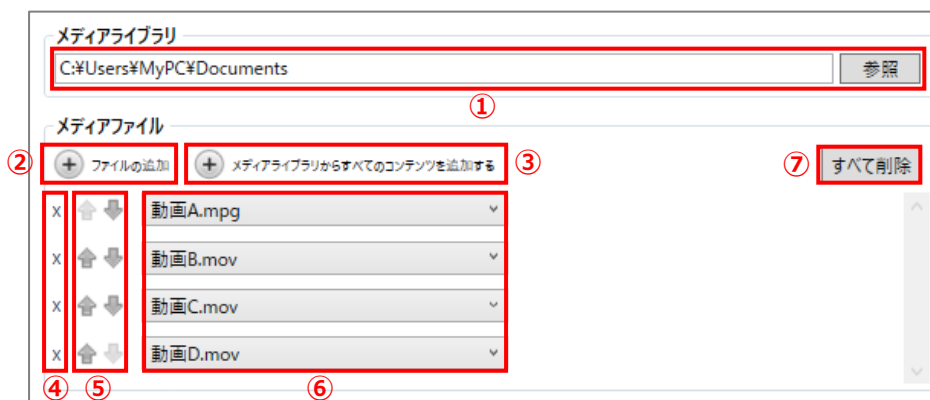 メディアライブラリ
C:¥Users¥MyPC¥Documents 参照
①
メディアファイル
② ファイルの追加 メディアライブラリからすべてのコンテンツを追加する ③ ⑦ すべて削除
x 動画A.mpg
x 動画B.mov
x 動画C.mov
x 動画D.mov
④ ⑤ ⑥